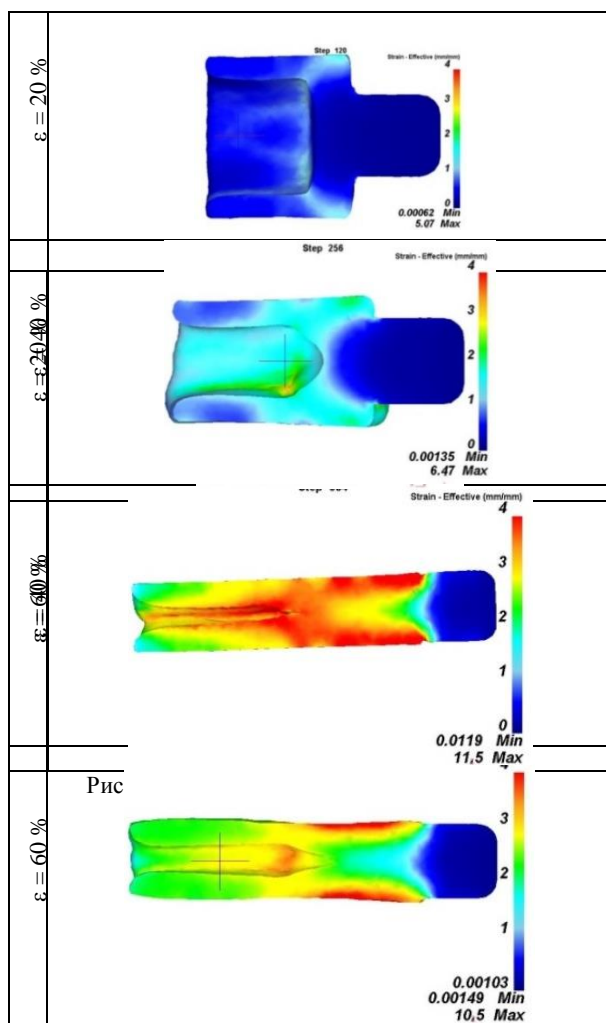 ε = 20 %
Step 120
Strain - Effective (mm/mm)
4
3
2
1
0
0.00062 Min
5.07 Max
Step 256
Strain - Effective (mm/mm)
4
3
2
1
0
0.00135 Min
6.47 Max
Strain - Effective (mm/mm)
4
3
2
1
0
0.0119 Min
11,5 Max
Рис
ε = 60 %
3
2
1
0.00103
0.00149 Min
10,5 Max